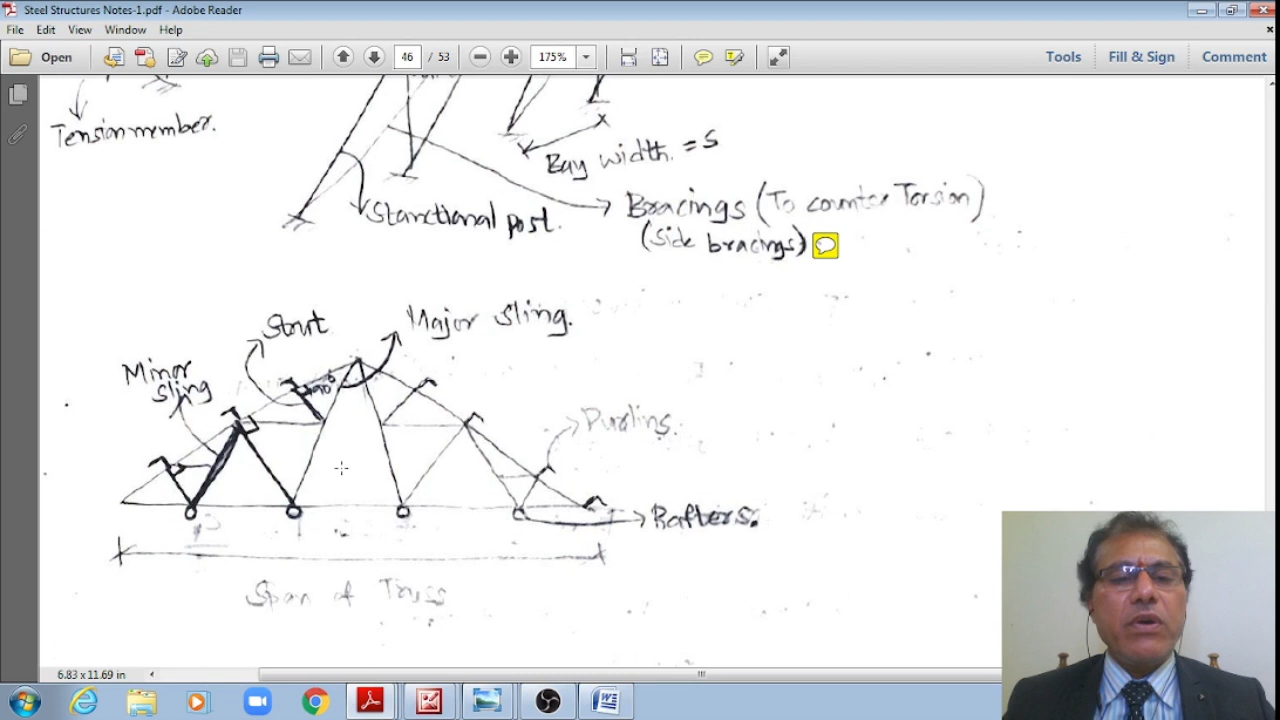 Steel Structures Notes-1.pdf - Adobe Reader
File Edit View Window Help
Open 46 / 53 175% Tools Fill & Sign Comment
Tension member.
Bay width. = S
Stanctional post.
Bracings (To counter Torsion)
(Side bracings)
Strut
Major Sling.
Minor
Sling
90°
Purlins.
Rafters.
Span of Truss
6.83 x 11.69 in